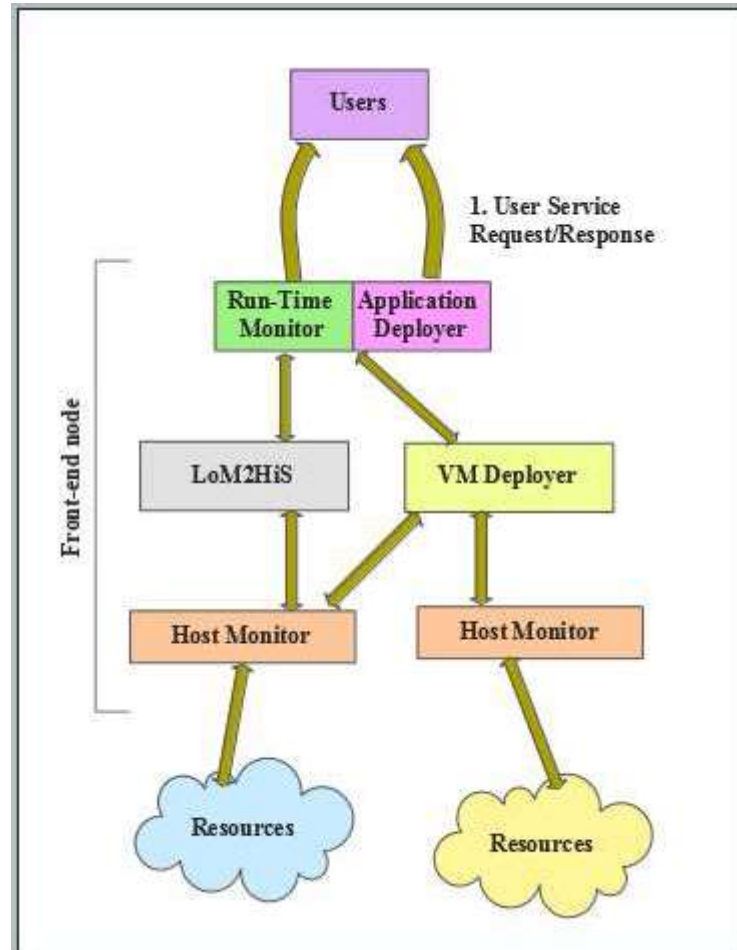 Users
1. User Service
Request/Response
Run-Time
Monitor
Application
Deployer
Front-end node
LoM2HiS
VM Deployer
Host Monitor
Host Monitor
Resources
Resources